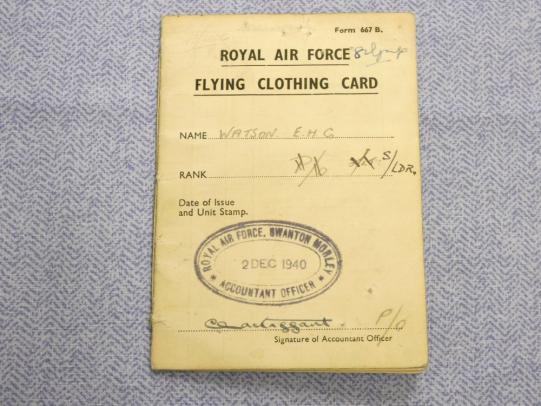 Form 667 B.
ROYAL AIR FORCE
FLYING CLOTHING CARD
NAME WATSON E H G
RANK P/O S/LDR.
Date of Issue
and Unit Stamp.
ROYAL AIR FORCE, SWANTON MORLEY
2 DEC 1940
* ACCOUNTANT OFFICER *
P/O
Signature of Accountant Officer